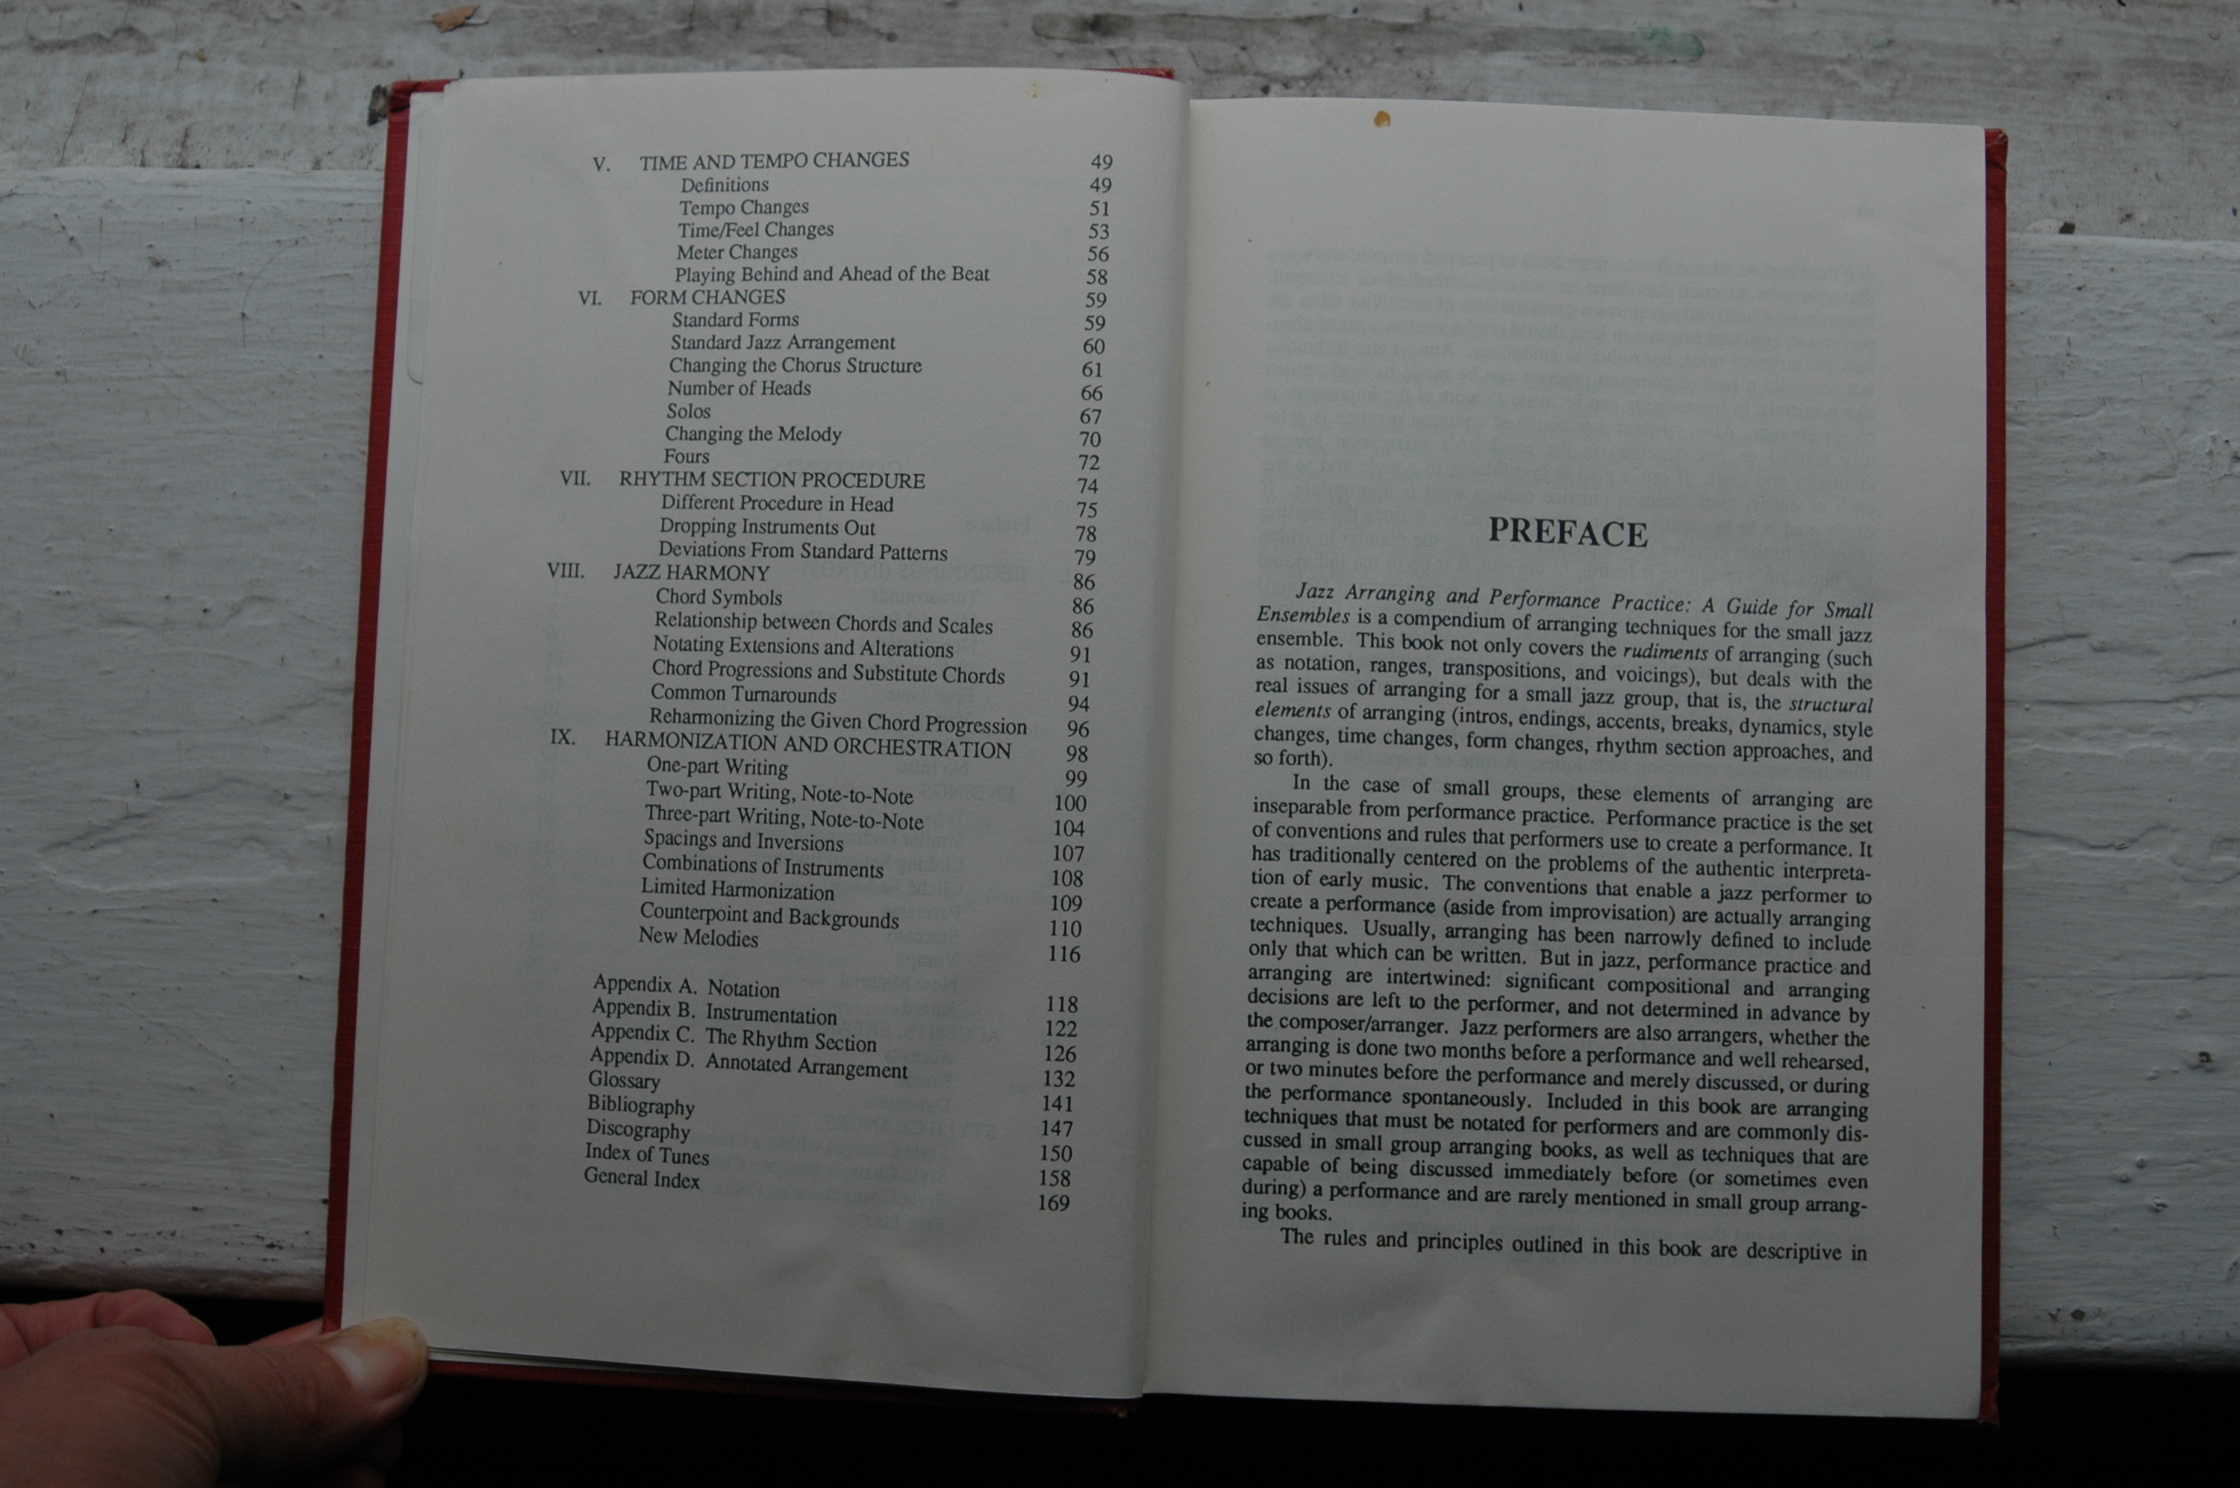 V. TIME AND TEMPO CHANGES 49
Definitions 49
Tempo Changes 51
Time/Feel Changes 53
Meter Changes 56
Playing Behind and Ahead of the Beat 58
VI. FORM CHANGES 59
Standard Forms 59
Standard Jazz Arrangement 60
Changing the Chorus Structure 61
Number of Heads 66
Solos 67
Changing the Melody 70
Fours 72
VII. RHYTHM SECTION PROCEDURE 74
Different Procedure in Head 75
Dropping Instruments Out 78
Deviations From Standard Patterns 79
VIII. JAZZ HARMONY 86
Chord Symbols 86
Relationship between Chords and Scales 86
Notating Extensions and Alterations 91
Chord Progressions and Substitute Chords 91
Common Turnarounds 94
Reharmonizing the Given Chord Progression 96
IX. HARMONIZATION AND ORCHESTRATION 98
One-part Writing 99
Two-part Writing, Note-to-Note 100
Three-part Writing, Note-to-Note 104
Spacings and Inversions 107
Combinations of Instruments 108
Limited Harmonization 109
Counterpoint and Backgrounds 110
New Melodies 116
Appendix A. Notation 118
Appendix B. Instrumentation 122
Appendix C. The Rhythm Section 126
Appendix D. Annotated Arrangement 132
Glossary 141
Bibliography 147
Discography 150
Index of Tunes 158
General Index 169
PREFACE
Jazz Arranging and Performance Practice: A Guide for Small
Ensembles is a compendium of arranging techniques for the small jazz
ensemble. This book not only covers the rudiments of arranging (such
as notation, ranges, transpositions, and voicings), but deals with the
real issues of arranging for a small jazz group, that is, the structural
elements of arranging (intros, endings, accents, breaks, dynamics, style
changes, time changes, form changes, rhythm section approaches, and
so forth).
In the case of small groups, these elements of arranging are
inseparable from performance practice. Performance practice is the set
of conventions and rules that performers use to create a performance. It
has traditionally centered on the problems of the authentic interpreta-
tion of early music. The conventions that enable a jazz performer to
create a performance (aside from improvisation) are actually arranging
techniques. Usually, arranging has been narrowly defined to include
only that which can be written. But in jazz, performance practice and
arranging are intertwined: significant compositional and arranging
decisions are left to the performer, and not determined in advance by
the composer/arranger. Jazz performers are also arrangers, whether the
arranging is done two months before a performance and well rehearsed,
or two minutes before the performance and merely discussed, or during
the performance spontaneously. Included in this book are arranging
techniques that must be notated for performers and are commonly dis-
cussed in small group arranging books, as well as techniques that are
capable of being discussed immediately before (or sometimes even
during) a performance and are rarely mentioned in small group arrang-
ing books.
The rules and principles outlined in this book are descriptive in